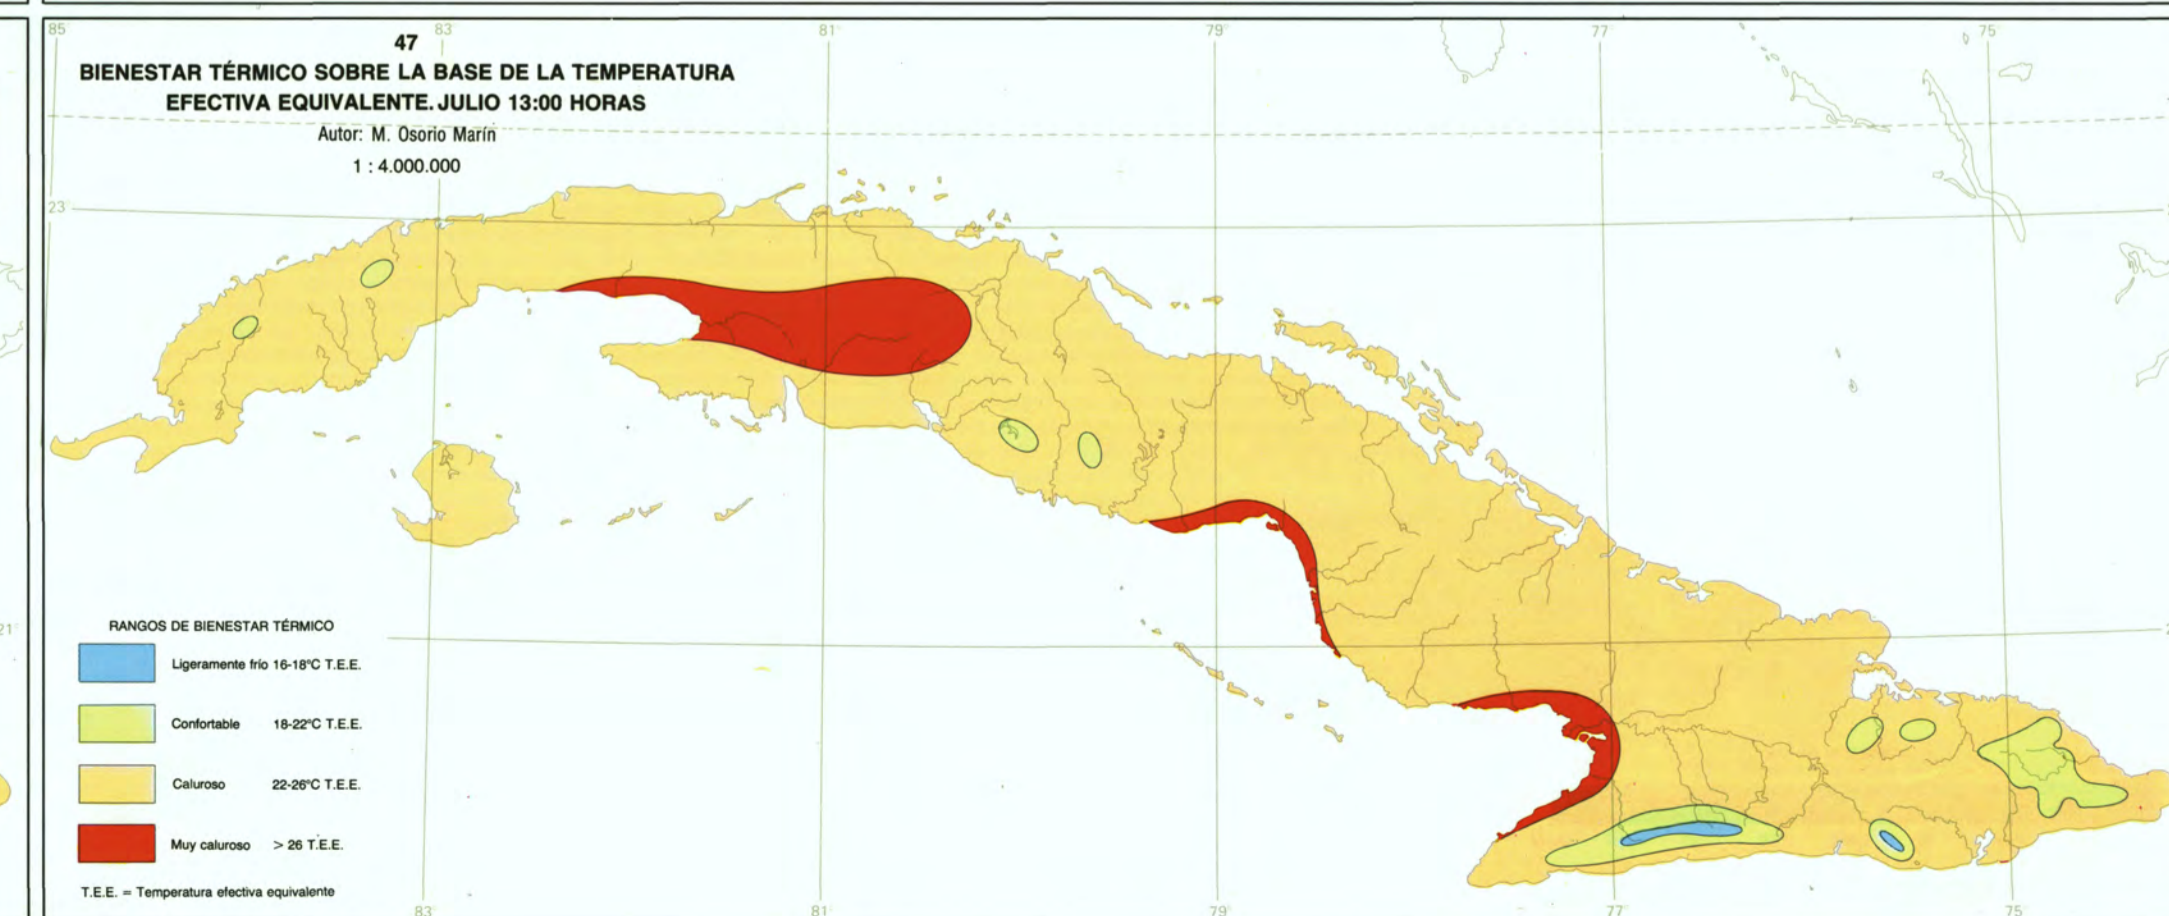 85 83 81° 79° 77° 75
47
BIENESTAR TÉRMICO SOBRE LA BASE DE LA TEMPERATURA
EFECTIVA EQUIVALENTE. JULIO 13:00 HORAS
Autor: M. Osorio Marín
1 : 4.000.000
23°
21°
RANGOS DE BIENESTAR TÉRMICO
Ligeramente frío 16-18°C T.E.E.
Confortable 18-22°C T.E.E.
Caluroso 22-26°C T.E.E.
Muy caluroso > 26 T.E.E.
T.E.E. = Temperatura efectiva equivalente
83° 81° 79° 77° 75